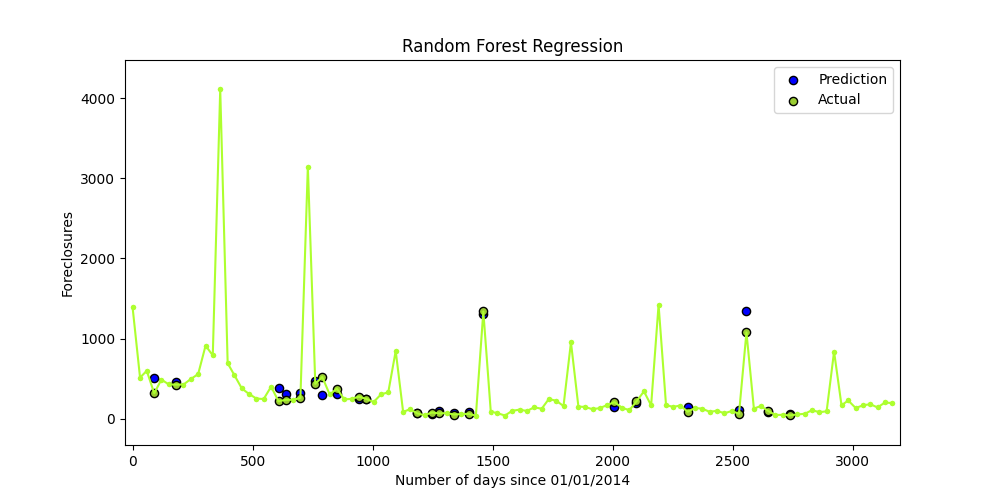 Random Forest Regression
Prediction
Actual
4000
3000
2000
1000
0
Foreclosures
0 500 1000 1500 2000 2500 3000
Number of days since 01/01/2014